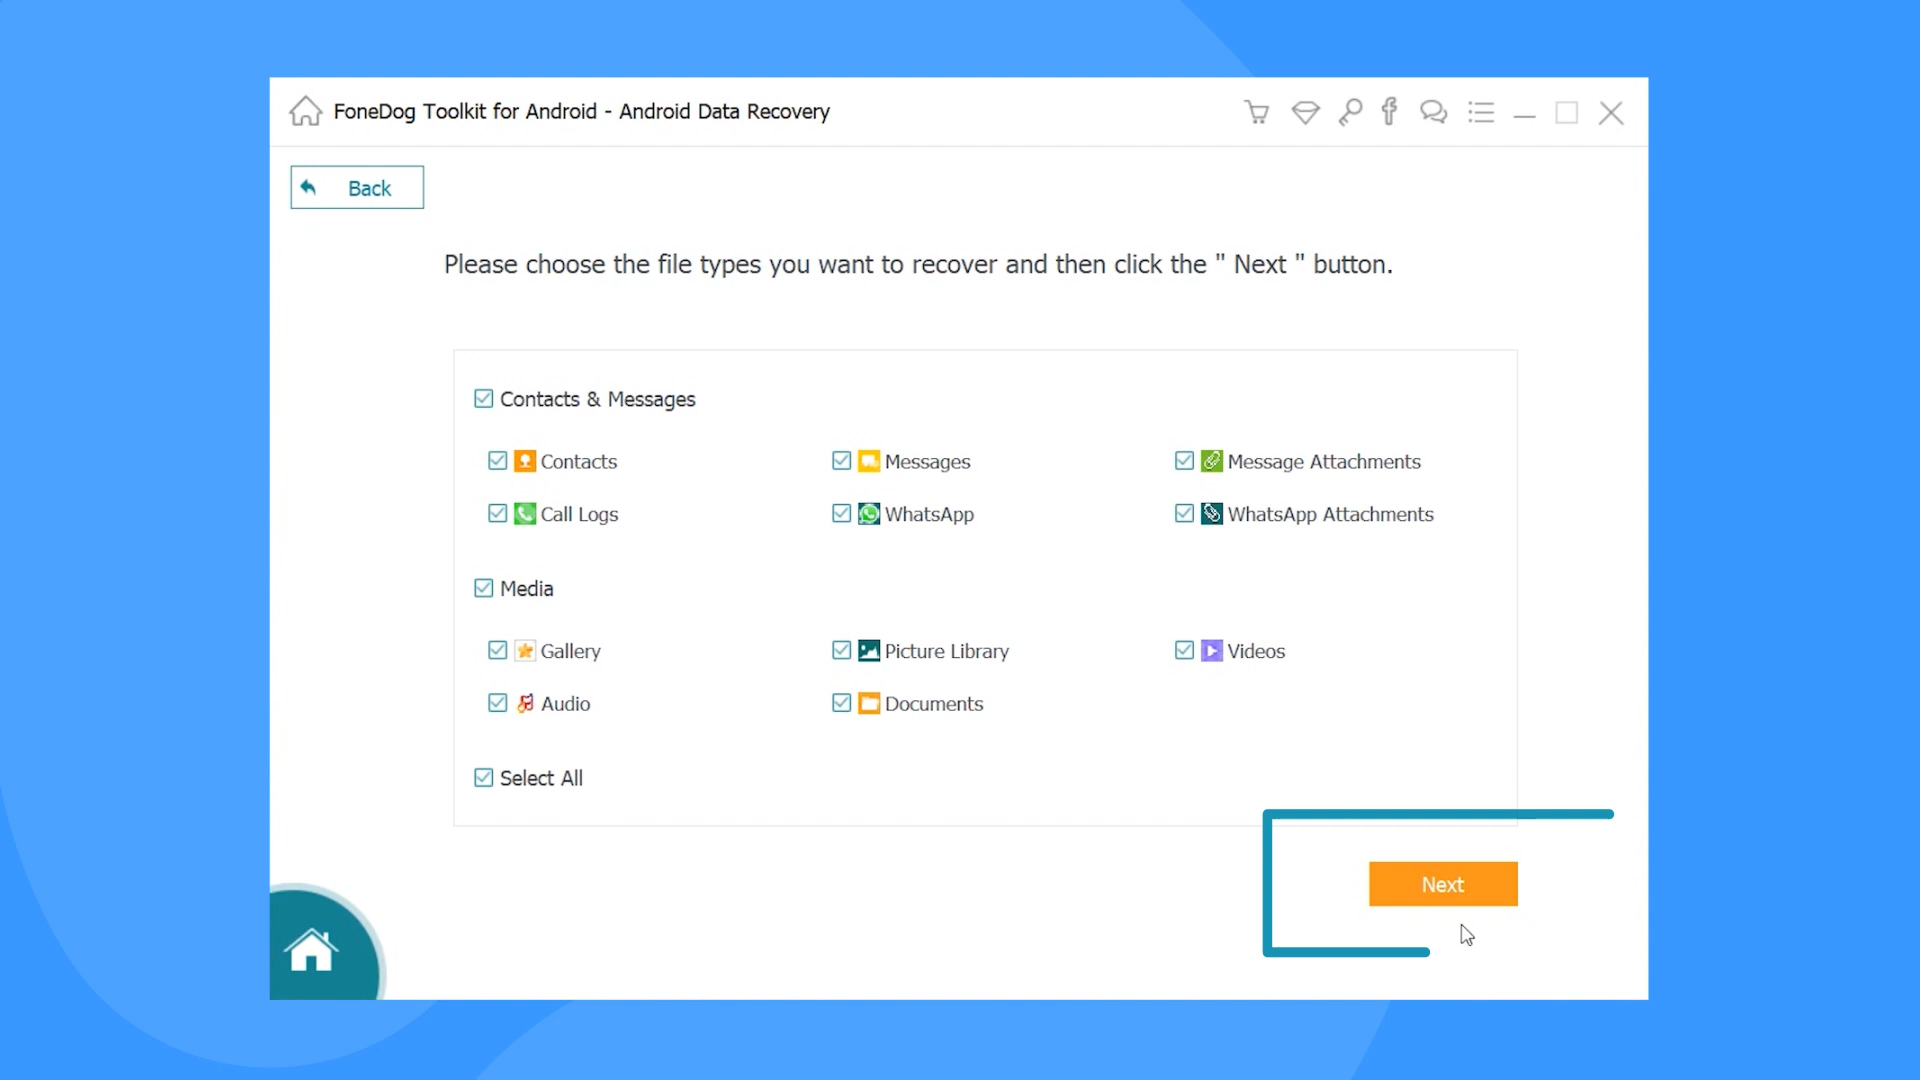 FoneDog Toolkit for Android - Android Data Recovery
Back
Please choose the file types you want to recover and then click the " Next " button.
Contacts & Messages
Contacts Messages Message Attachments
Call Logs WhatsApp WhatsApp Attachments
Media
Gallery Picture Library Videos
Audio Documents
Select All
Next